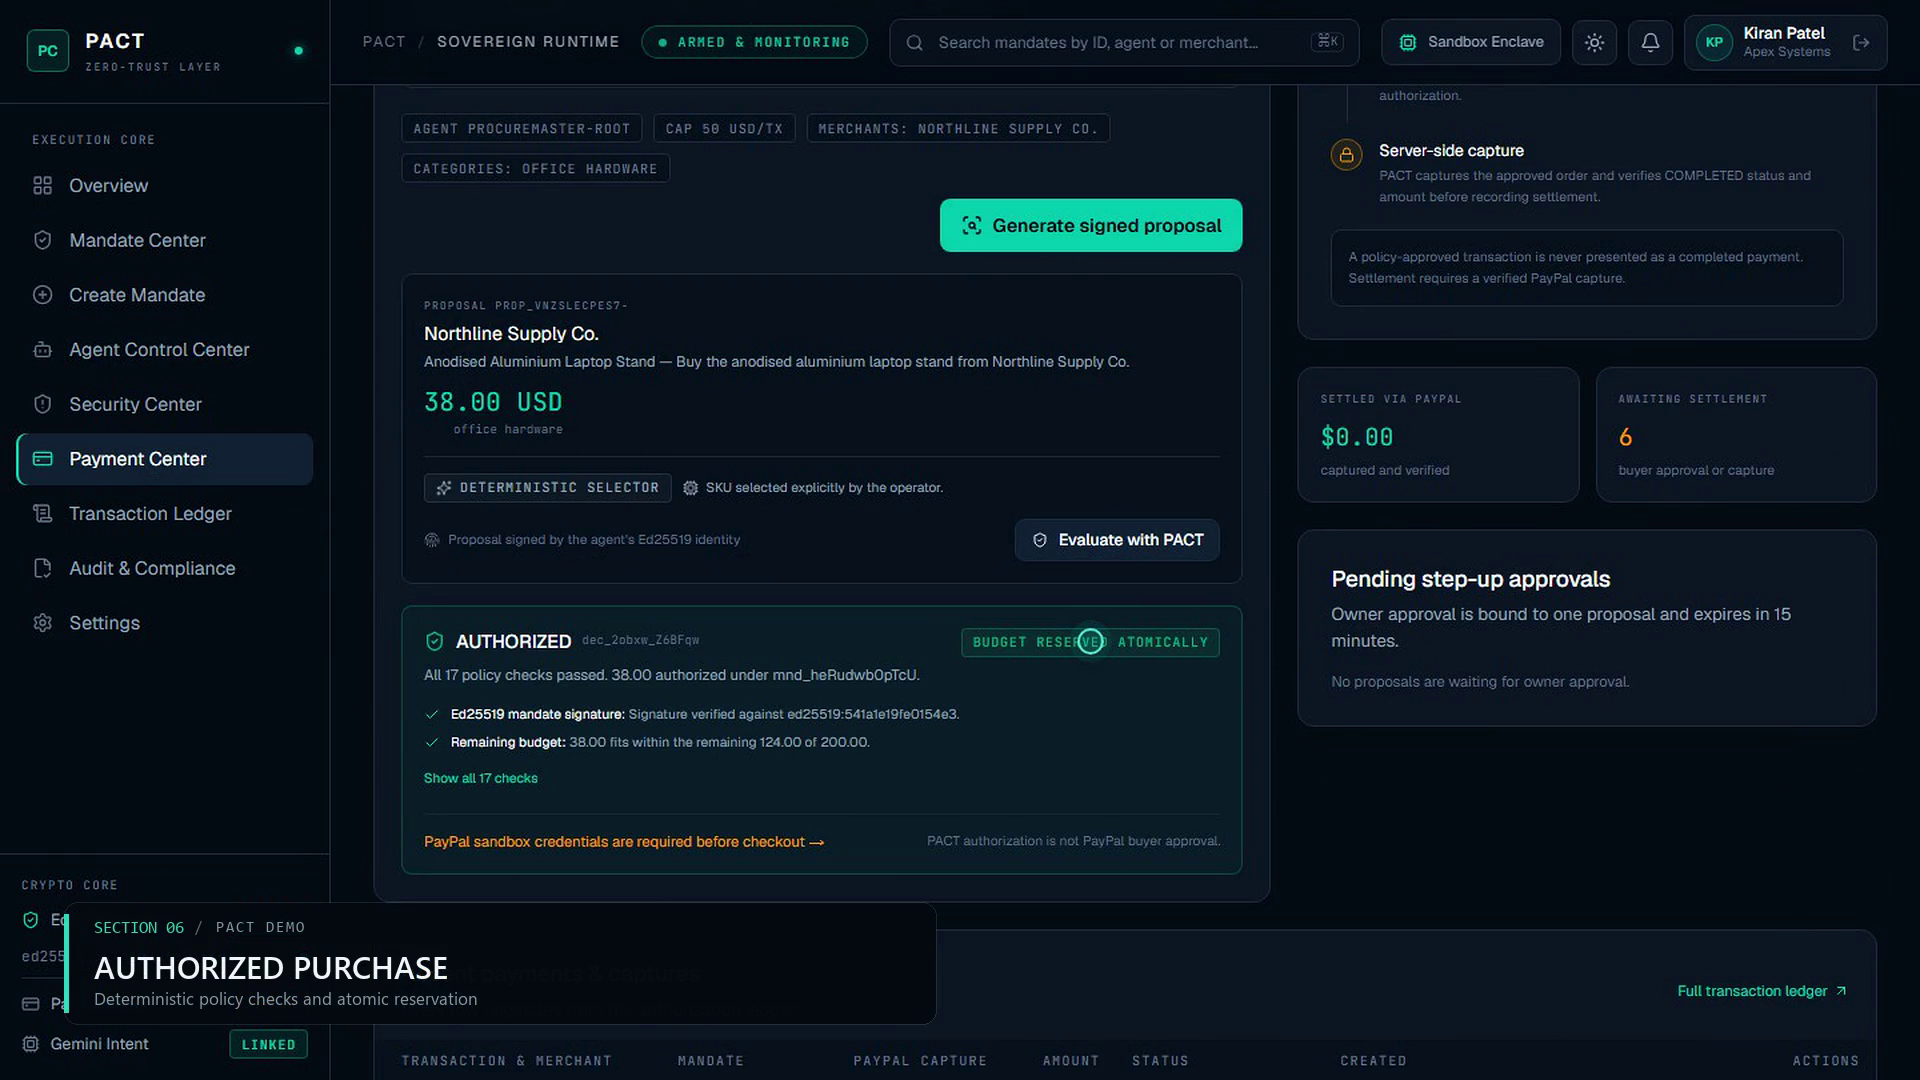 PC
PACT
ZERO-TRUST LAYER
EXECUTION CORE
Overview
Mandate Center
Create Mandate
Agent Control Center
Security Center
Payment Center
Transaction Ledger
Audit & Compliance
Settings
CRYPTO CORE
ed255
Gemini Intent
LINKED
PACT / SOVEREIGN RUNTIME
ARMED & MONITORING
Search mandates by ID, agent or merchant...
⌘K
Sandbox Enclave
KP
Kiran Patel
Apex Systems
AGENT PROCUREMASTER-ROOT
CAP 50 USD/TX
MERCHANTS: NORTHLINE SUPPLY CO.
CATEGORIES: OFFICE HARDWARE
Generate signed proposal
PROPOSAL PROP_VNZSLECPES7-
Northline Supply Co.
Anodised Aluminium Laptop Stand — Buy the anodised aluminium laptop stand from Northline Supply Co.
38.00 USD
office hardware
DETERMINISTIC SELECTOR
SKU selected explicitly by the operator.
Proposal signed by the agent's Ed25519 identity
Evaluate with PACT
AUTHORIZED
dec_2obxw_Z6BFqw
BUDGET RESERVED ATOMICALLY
All 17 policy checks passed. 38.00 authorized under mnd_heRudwb0pTcU.
Ed25519 mandate signature: Signature verified against ed25519:541a1e19fe0154e3.
Remaining budget: 38.00 fits within the remaining 124.00 of 200.00.
Show all 17 checks
PayPal sandbox credentials are required before checkout →
PACT authorization is not PayPal buyer approval.
authorization.
Server-side capture
PACT captures the approved order and verifies COMPLETED status and
amount before recording settlement.
A policy-approved transaction is never presented as a completed payment.
Settlement requires a verified PayPal capture.
SETTLED VIA PAYPAL
$0.00
captured and verified
AWAITING SETTLEMENT
6
buyer approval or capture
Pending step-up approvals
Owner approval is bound to one proposal and expires in 15
minutes.
No proposals are waiting for owner approval.
SECTION 06 / PACT DEMO
AUTHORIZED PURCHASE
Deterministic policy checks and atomic reservation
Full transaction ledger ↗
TRANSACTION & MERCHANT
MANDATE
PAYPAL CAPTURE
AMOUNT
STATUS
CREATED
ACTIONS